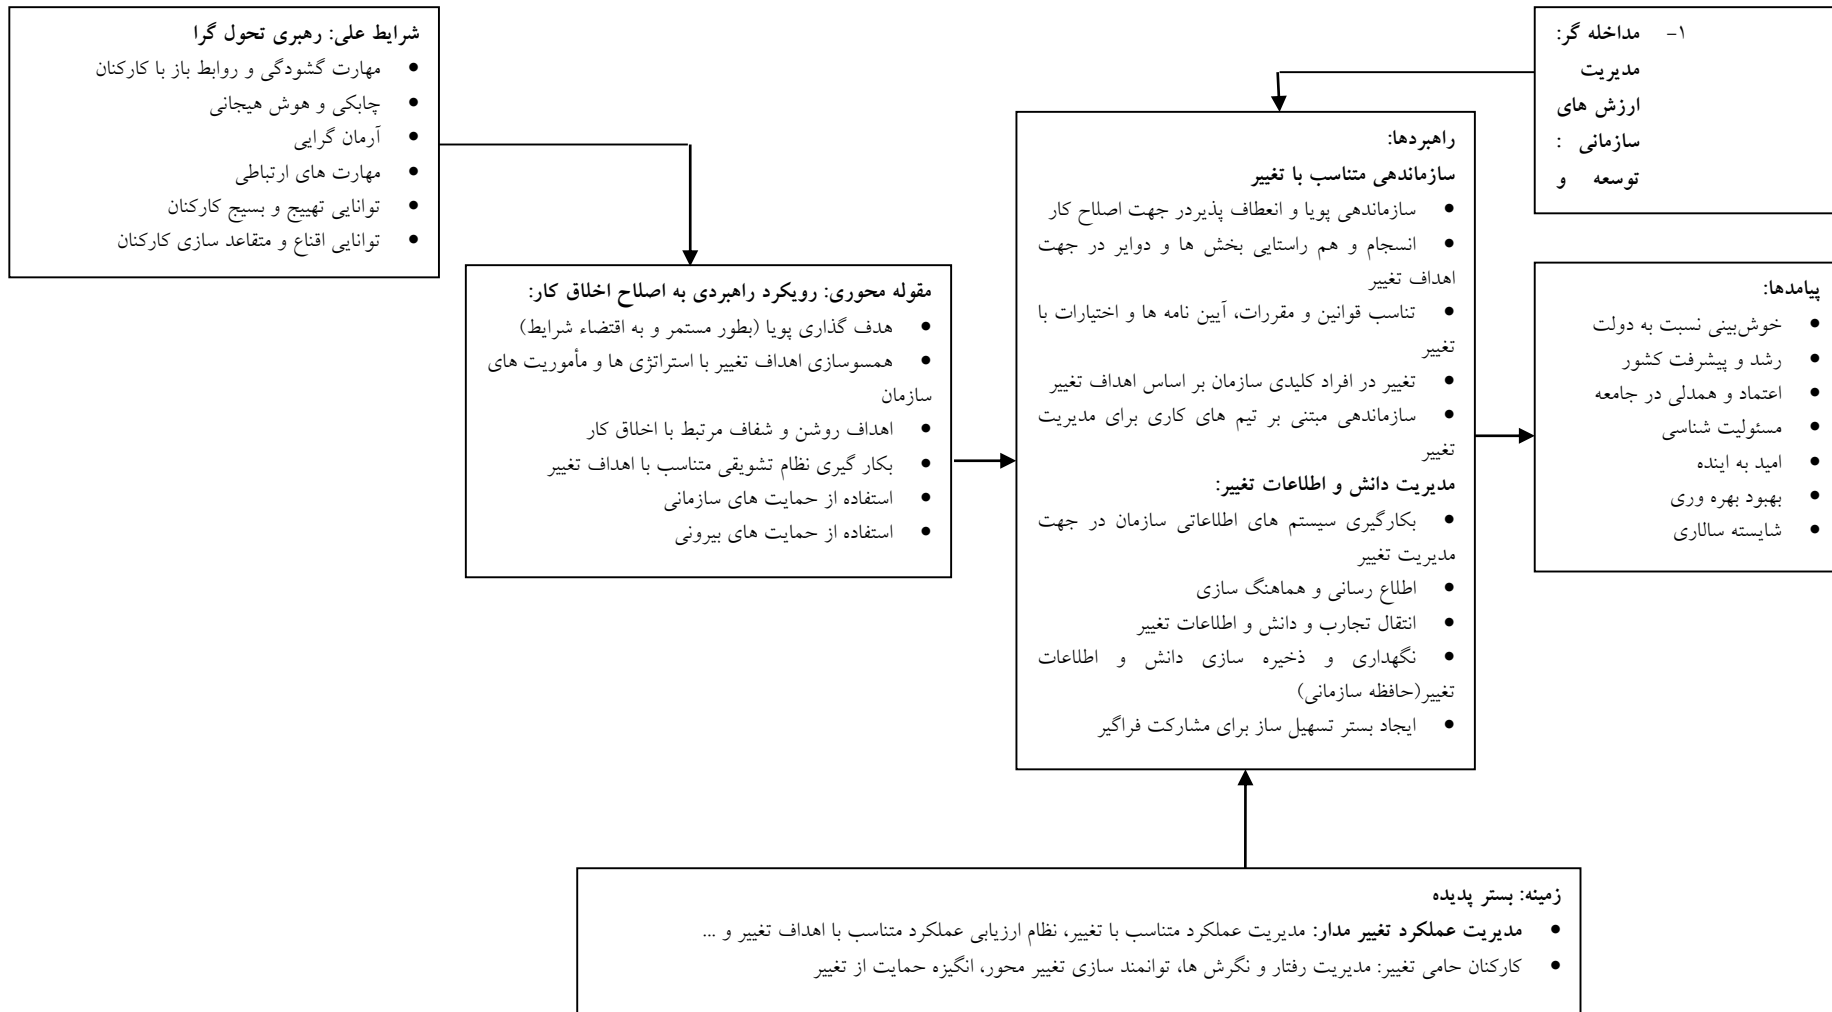 شرایط علی: رهبری تحول گرا
• مهارت گشودگی و روابط باز با کارکنان
• چابکی و هوش هیجانی
• آرمان گرایی
• مهارت های ارتباطی
• توانایی تهییج و بسیج کارکنان
• توانایی اقناع و متقاعد سازی کارکنان
مقوله محوری: رویکرد راهبردی به اصلاح اخلاق کار:
• هدف گذاری پویا (بطور مستمر و به اقتضاء شرایط)
• همسوسازی اهداف تغییر با استراتژی ها و مأموریت های
سازمان
• اهداف روشن و شفاف مرتبط با اخلاق کار
• بکار گیری نظام تشویقی متناسب با اهداف تغییر
• استفاده از حمایت های سازمانی
• استفاده از حمایت های بیرونی
راهبردها:
سازماندهی متناسب با تغییر
• سازماندهی پویا و انعطاف پذیردر جهت اصلاح کار
• انسجام و هم راستایی بخش ها و دوایر در جهت
اهداف تغییر
• تناسب قوانین و مقررات، آیین نامه ها و اختیارات با
تغییر
• تغییر در افراد کلیدی سازمان بر اساس اهداف تغییر
• سازماندهی مبتنی بر تیم های کاری برای مدیریت
تغییر
مدیریت دانش و اطلاعات تغییر:
• بکارگیری سیستم های اطلاعاتی سازمان در جهت
مدیریت تغییر
• اطلاع رسانی و هماهنگ سازی
• انتقال تجارب و دانش و اطلاعات تغییر
• نگهداری و ذخیره سازی دانش و اطلاعات
تغییر(حافظه سازمانی)
• ایجاد بستر تسهیل ساز برای مشارکت فراگیر
۱- مداخله گر:
مدیریت
ارزش های
سازمانی :
توسعه و
پیامدها:
• خوش‌بینی نسبت به دولت
• رشد و پیشرفت کشور
• اعتماد و همدلی در جامعه
• مسئولیت شناسی
• امید به اینده
• بهبود بهره وری
• شایسته سالاری
زمینه: بستر پدیده
• مدیریت عملکرد تغییر مدار: مدیریت عملکرد متناسب با تغییر، نظام ارزیابی عملکرد متناسب با اهداف تغییر و ...
• کارکنان حامی تغییر: مدیریت رفتار و نگرش ها، توانمند سازی تغییر محور، انگیزه حمایت از تغییر